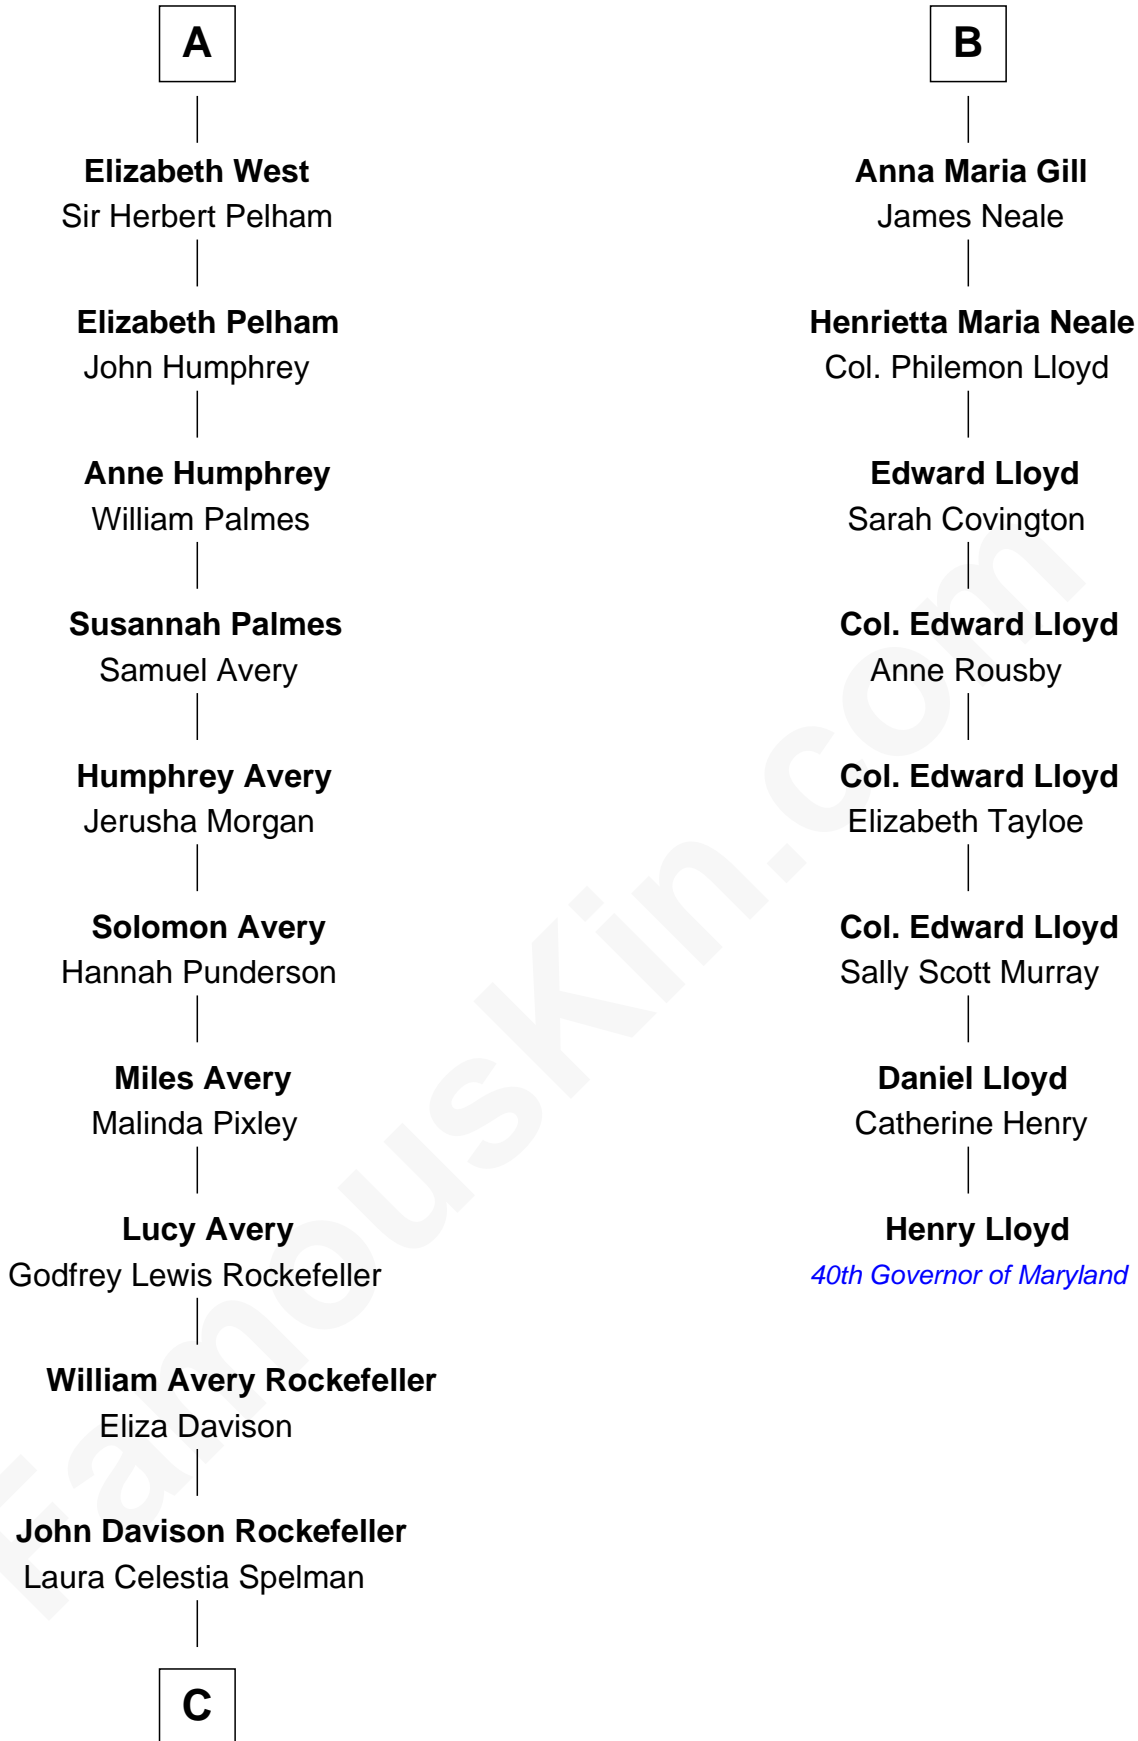 A
Elizabeth West
Sir Herbert Pelham
Elizabeth Pelham
John Humphrey
Anne Humphrey
William Palmes
Susannah Palmes
Samuel Avery
Humphrey Avery
Jerusha Morgan
Solomon Avery
Hannah Punderson
Miles Avery
Malinda Pixley
Lucy Avery
Godfrey Lewis Rockefeller
William Avery Rockefeller
Eliza Davison
John Davison Rockefeller
Laura Celestia Spelman
C
B
Anna Maria Gill
James Neale
Henrietta Maria Neale
Col. Philemon Lloyd
Edward Lloyd
Sarah Covington
Col. Edward Lloyd
Anne Rousby
Col. Edward Lloyd
Elizabeth Tayloe
Col. Edward Lloyd
Sally Scott Murray
Daniel Lloyd
Catherine Henry
Henry Lloyd
40th Governor of Maryland
FamousKin.com